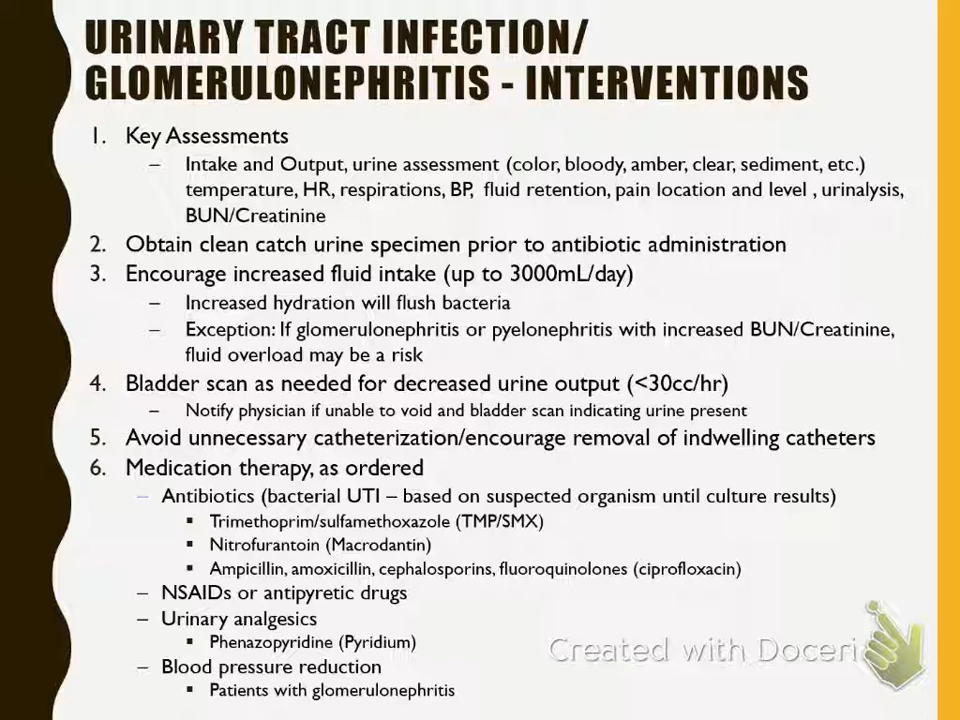 URINARY TRACT INFECTION/
GLOMERULONEPHRITIS - INTERVENTIONS
1. Key Assessments
– Intake and Output, urine assessment (color, bloody, amber, clear, sediment, etc.)
temperature, HR, respirations, BP, fluid retention, pain location and level , urinalysis,
BUN/Creatinine
2. Obtain clean catch urine specimen prior to antibiotic administration
3. Encourage increased fluid intake (up to 3000mL/day)
– Increased hydration will flush bacteria
– Exception: If glomerulonephritis or pyelonephritis with increased BUN/Creatinine,
fluid overload may be a risk
4. Bladder scan as needed for decreased urine output (<30cc/hr)
– Notify physician if unable to void and bladder scan indicating urine present
5. Avoid unnecessary catheterization/encourage removal of indwelling catheters
6. Medication therapy, as ordered
– Antibiotics (bacterial UTI – based on suspected organism until culture results)
▪ Trimethoprim/sulfamethoxazole (TMP/SMX)
▪ Nitrofurantoin (Macrodantin)
▪ Ampicillin, amoxicillin, cephalosporins, fluoroquinolones (ciprofloxacin)
– NSAIDs or antipyretic drugs
– Urinary analgesics
▪ Phenazopyridine (Pyridium)
– Blood pressure reduction
▪ Patients with glomerulonephritis
Created with Doceri